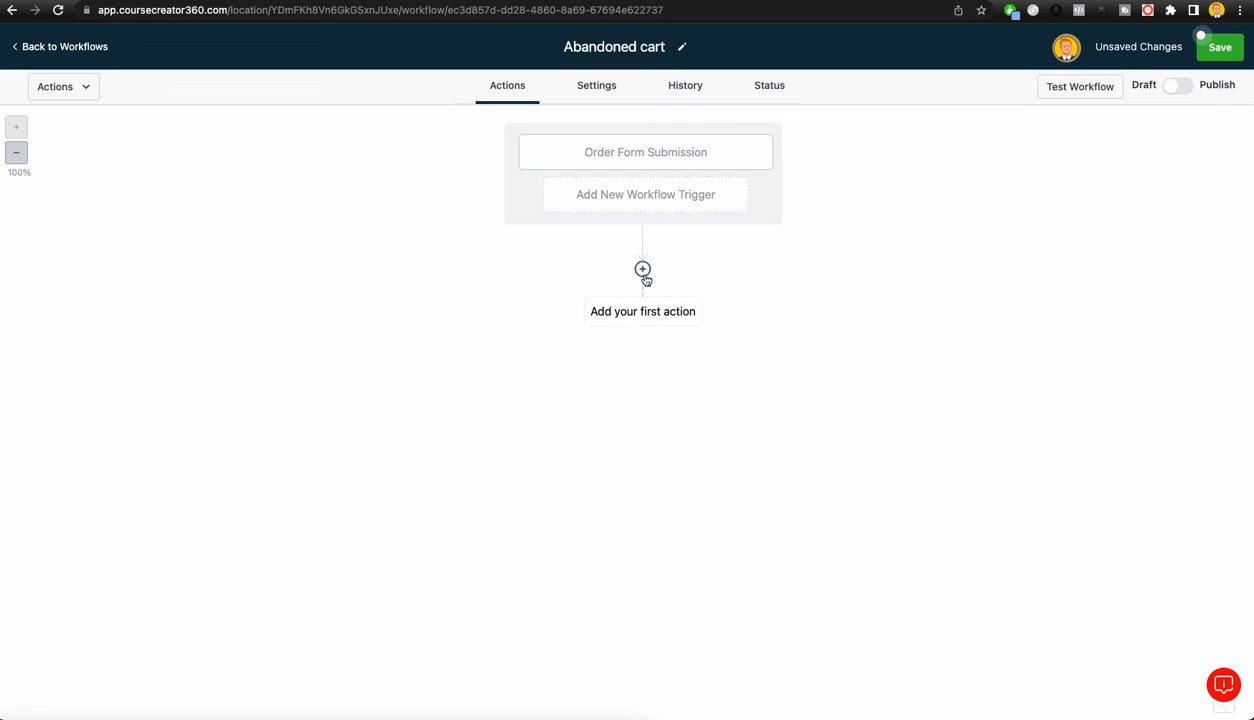 app.coursecreator360.com/location/YDmFKh8Vn6GkGSxnJUxe/workflow/ec3d857d-dd28-4860-8a69-67694e622737
Back to Workflows
Abandoned cart
Unsaved Changes
Save
Actions
Actions
Settings
History
Status
Test Workflow
Draft
Publish
100%
Order Form Submission
Add New Workflow Trigger
Add your first action